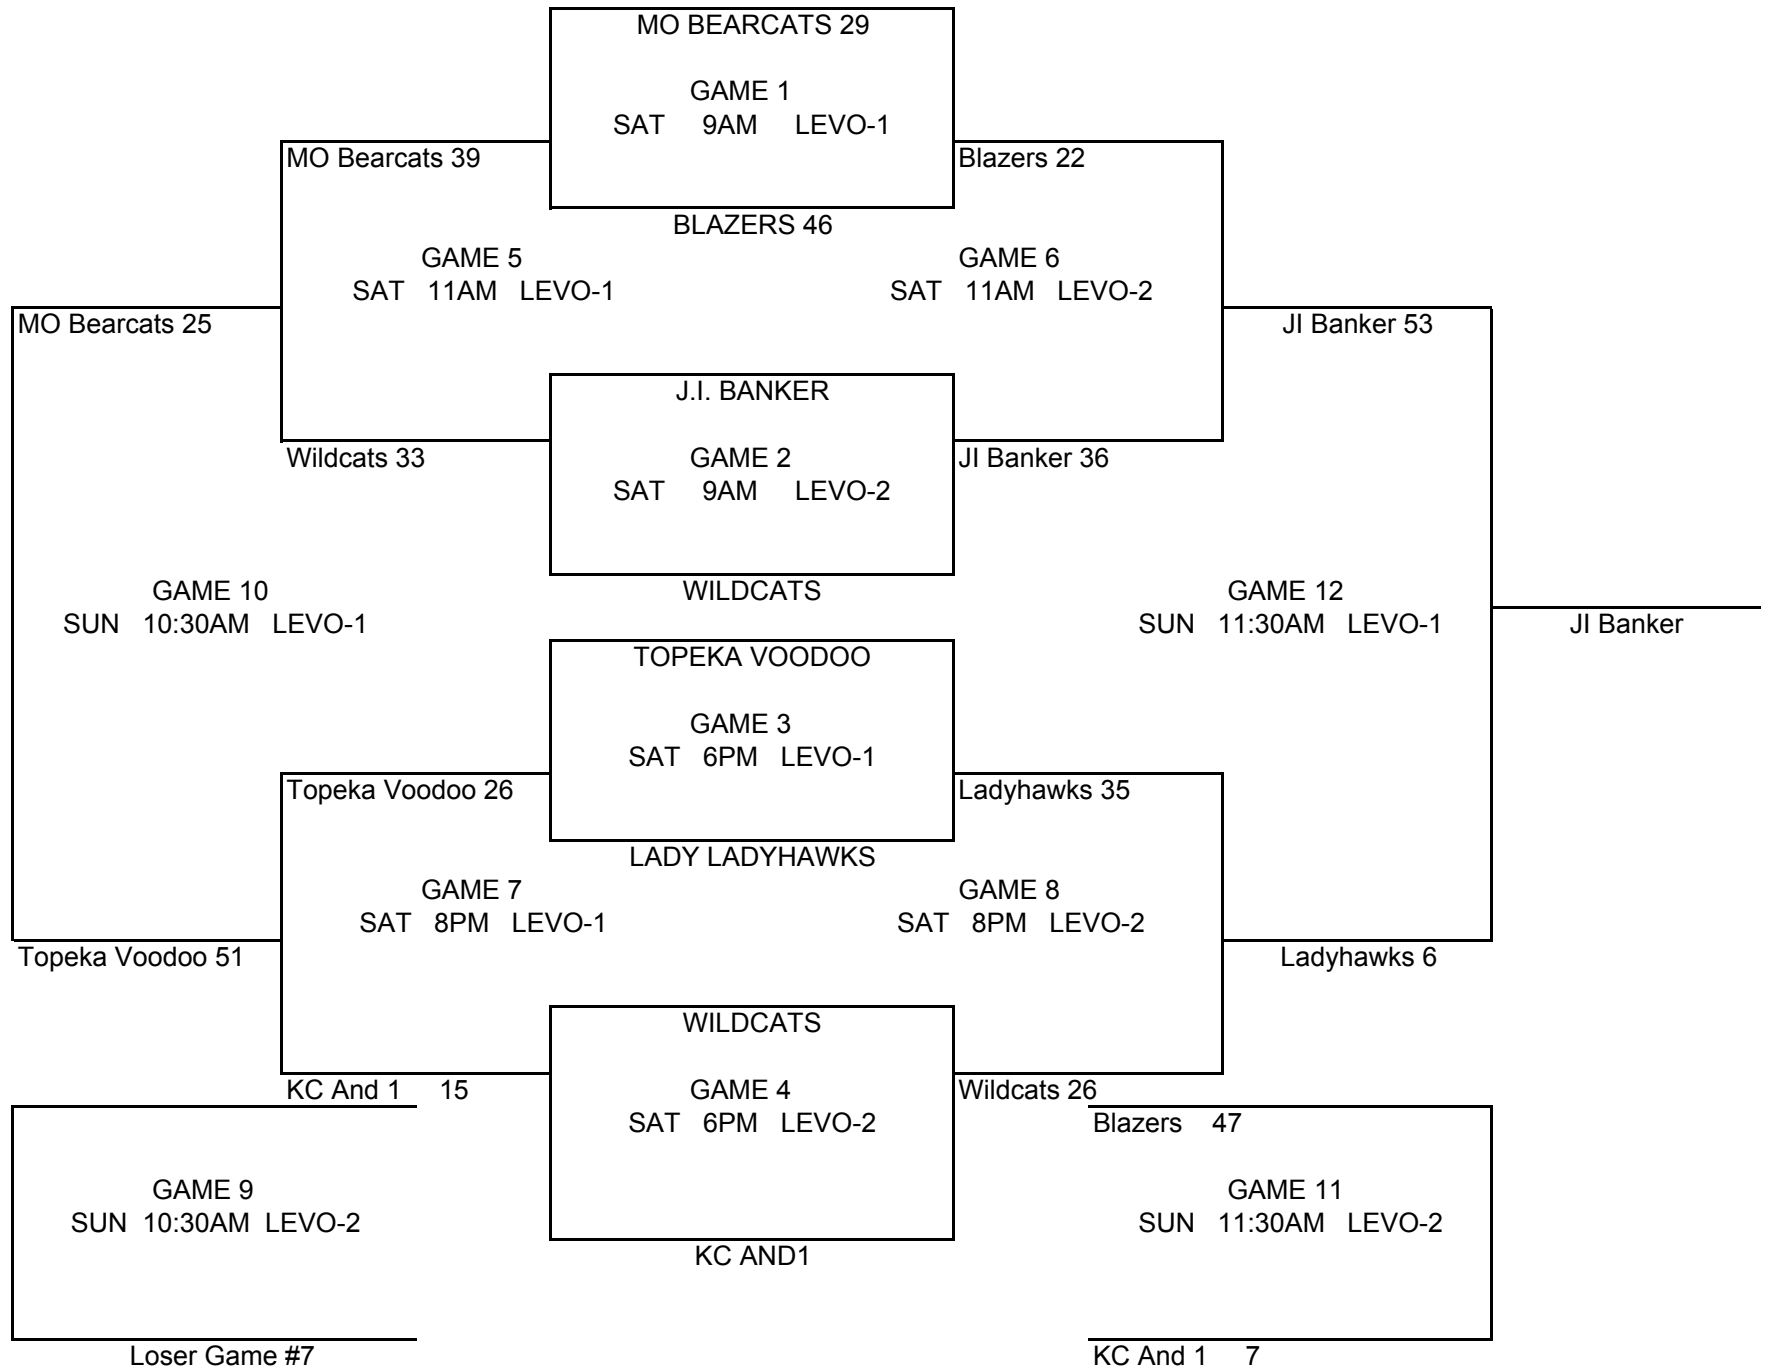 MO BEARCATS 29
GAME 1
SAT 9AM LEVO-1
MO Bearcats 39
Blazers 22
BLAZERS 46
GAME 5
SAT 11AM LEVO-1
GAME 6
SAT 11AM LEVO-2
MO Bearcats 25
JI Banker 53
J.I. BANKER
Wildcats 33
GAME 2
SAT 9AM LEVO-2
JI Banker 36
WILDCATS
GAME 10
SUN 10:30AM LEVO-1
GAME 12
SUN 11:30AM LEVO-1
JI Banker
TOPEKA VOODOO
GAME 3
SAT 6PM LEVO-1
Topeka Voodoo 26
Ladyhawks 35
LADY LADYHAWKS
GAME 7
SAT 8PM LEVO-1
GAME 8
SAT 8PM LEVO-2
Topeka Voodoo 51
Ladyhawks 6
WILDCATS
KC And 1 15
GAME 4
SAT 6PM LEVO-2
Wildcats 26
Blazers 47
GAME 9
SUN 10:30AM LEVO-2
GAME 11
SUN 11:30AM LEVO-2
KC AND1
Loser Game #7
KC And 1 7